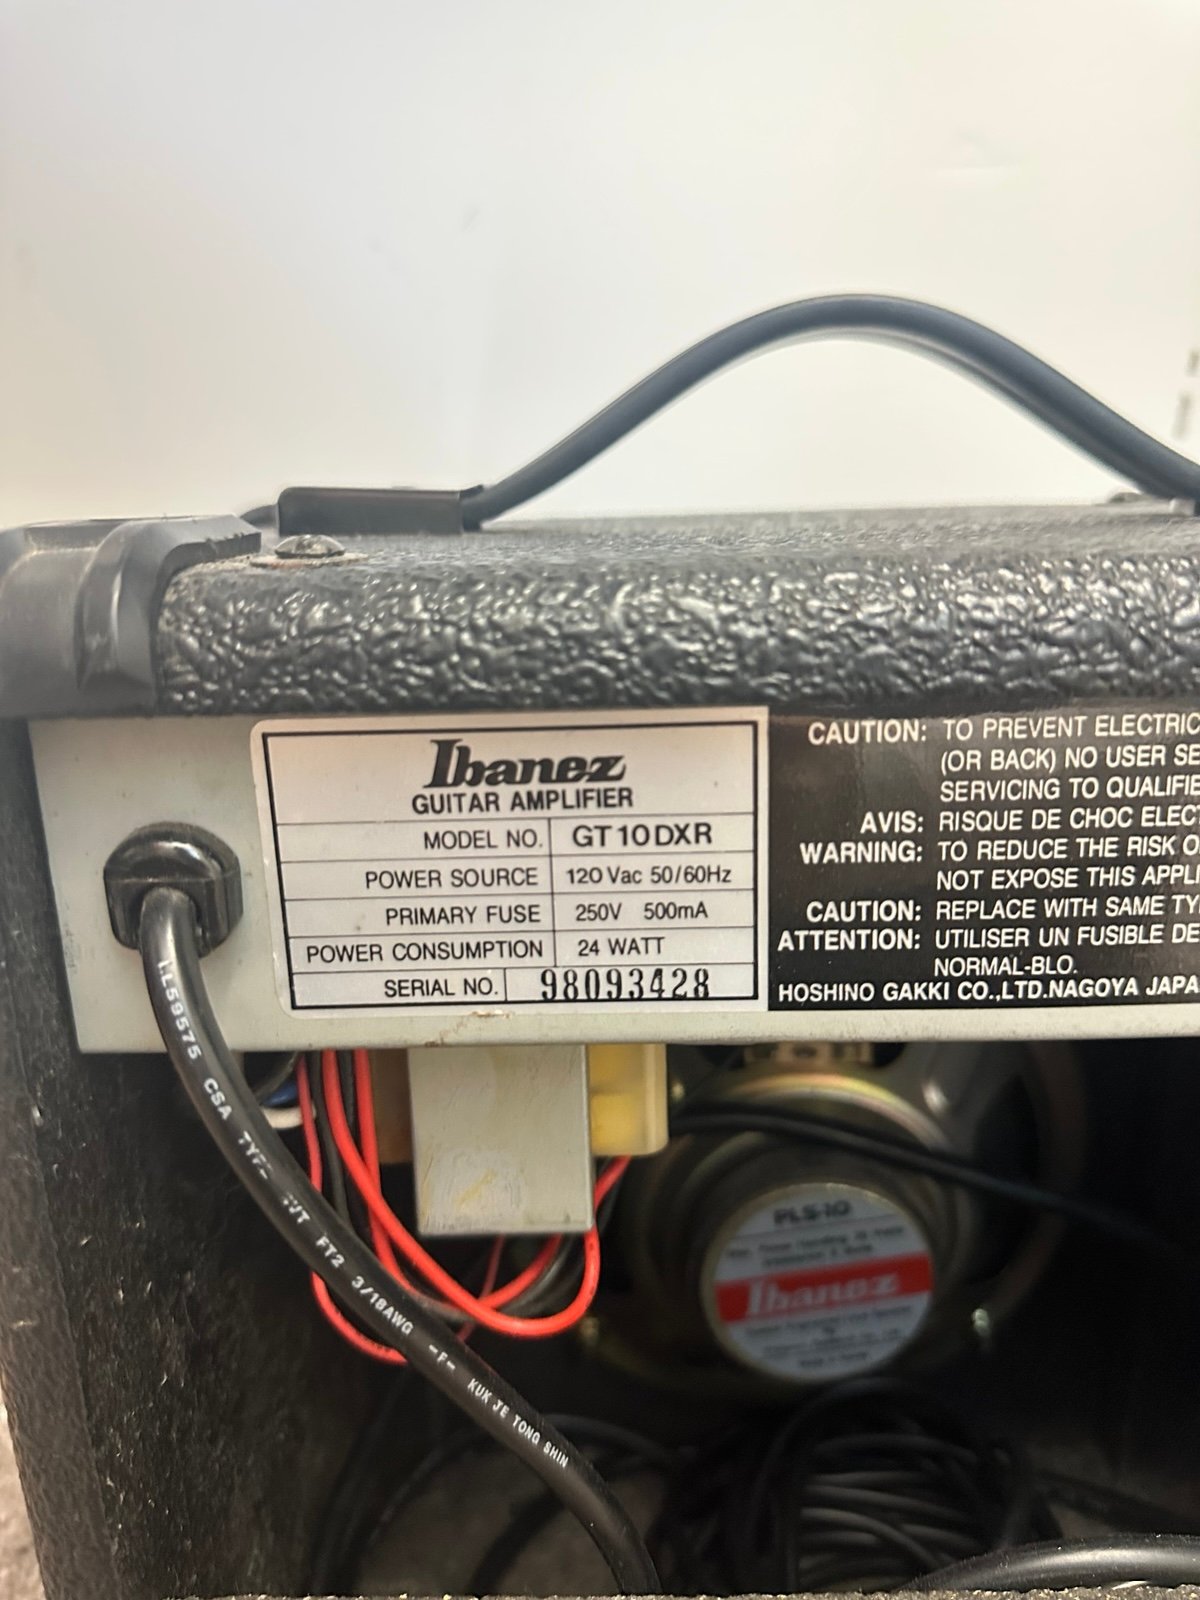 Ibanez
GUITAR AMPLIFIER
MODEL NO. GT10DXR
POWER SOURCE 120Vac 50/60Hz
PRIMARY FUSE 250V 500mA
POWER CONSUMPTION 24 WATT
SERIAL NO. 98093428
CAUTION: TO PREVENT ELECTRIC
(OR BACK) NO USER SE
SERVICING TO QUALIFIE
AVIS: RISQUE DE CHOC ELECT
WARNING: TO REDUCE THE RISK O
NOT EXPOSE THIS APPLI
CAUTION: REPLACE WITH SAME TY
ATTENTION: UTILISER UN FUSIBLE DE
NORMAL-BLO.
HOSHINO GAKKI CO.,LTD.NAGOYA JAPA
LL59575 CSA TYPE FT2 3/18AWG -F- KUK JE TONG SHIN
PLS-10
Ibanez